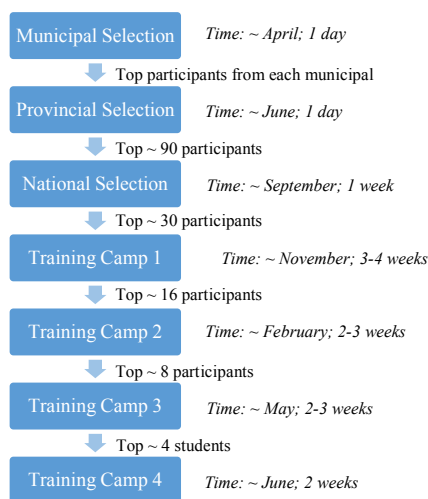 Municipal Selection Time: ~ April; 1 day
Top participants from each municipal
Provincial Selection Time: ~ June; 1 day
Top ~ 90 participants
National Selection Time: ~ September; 1 week
Top ~ 30 participants
Training Camp 1 Time: ~ November; 3-4 weeks
Top ~ 16 participants
Training Camp 2 Time: ~ February; 2-3 weeks
Top ~ 8 participants
Training Camp 3 Time: ~ May; 2-3 weeks
Top ~ 4 students
Training Camp 4 Time: ~ June; 2 weeks